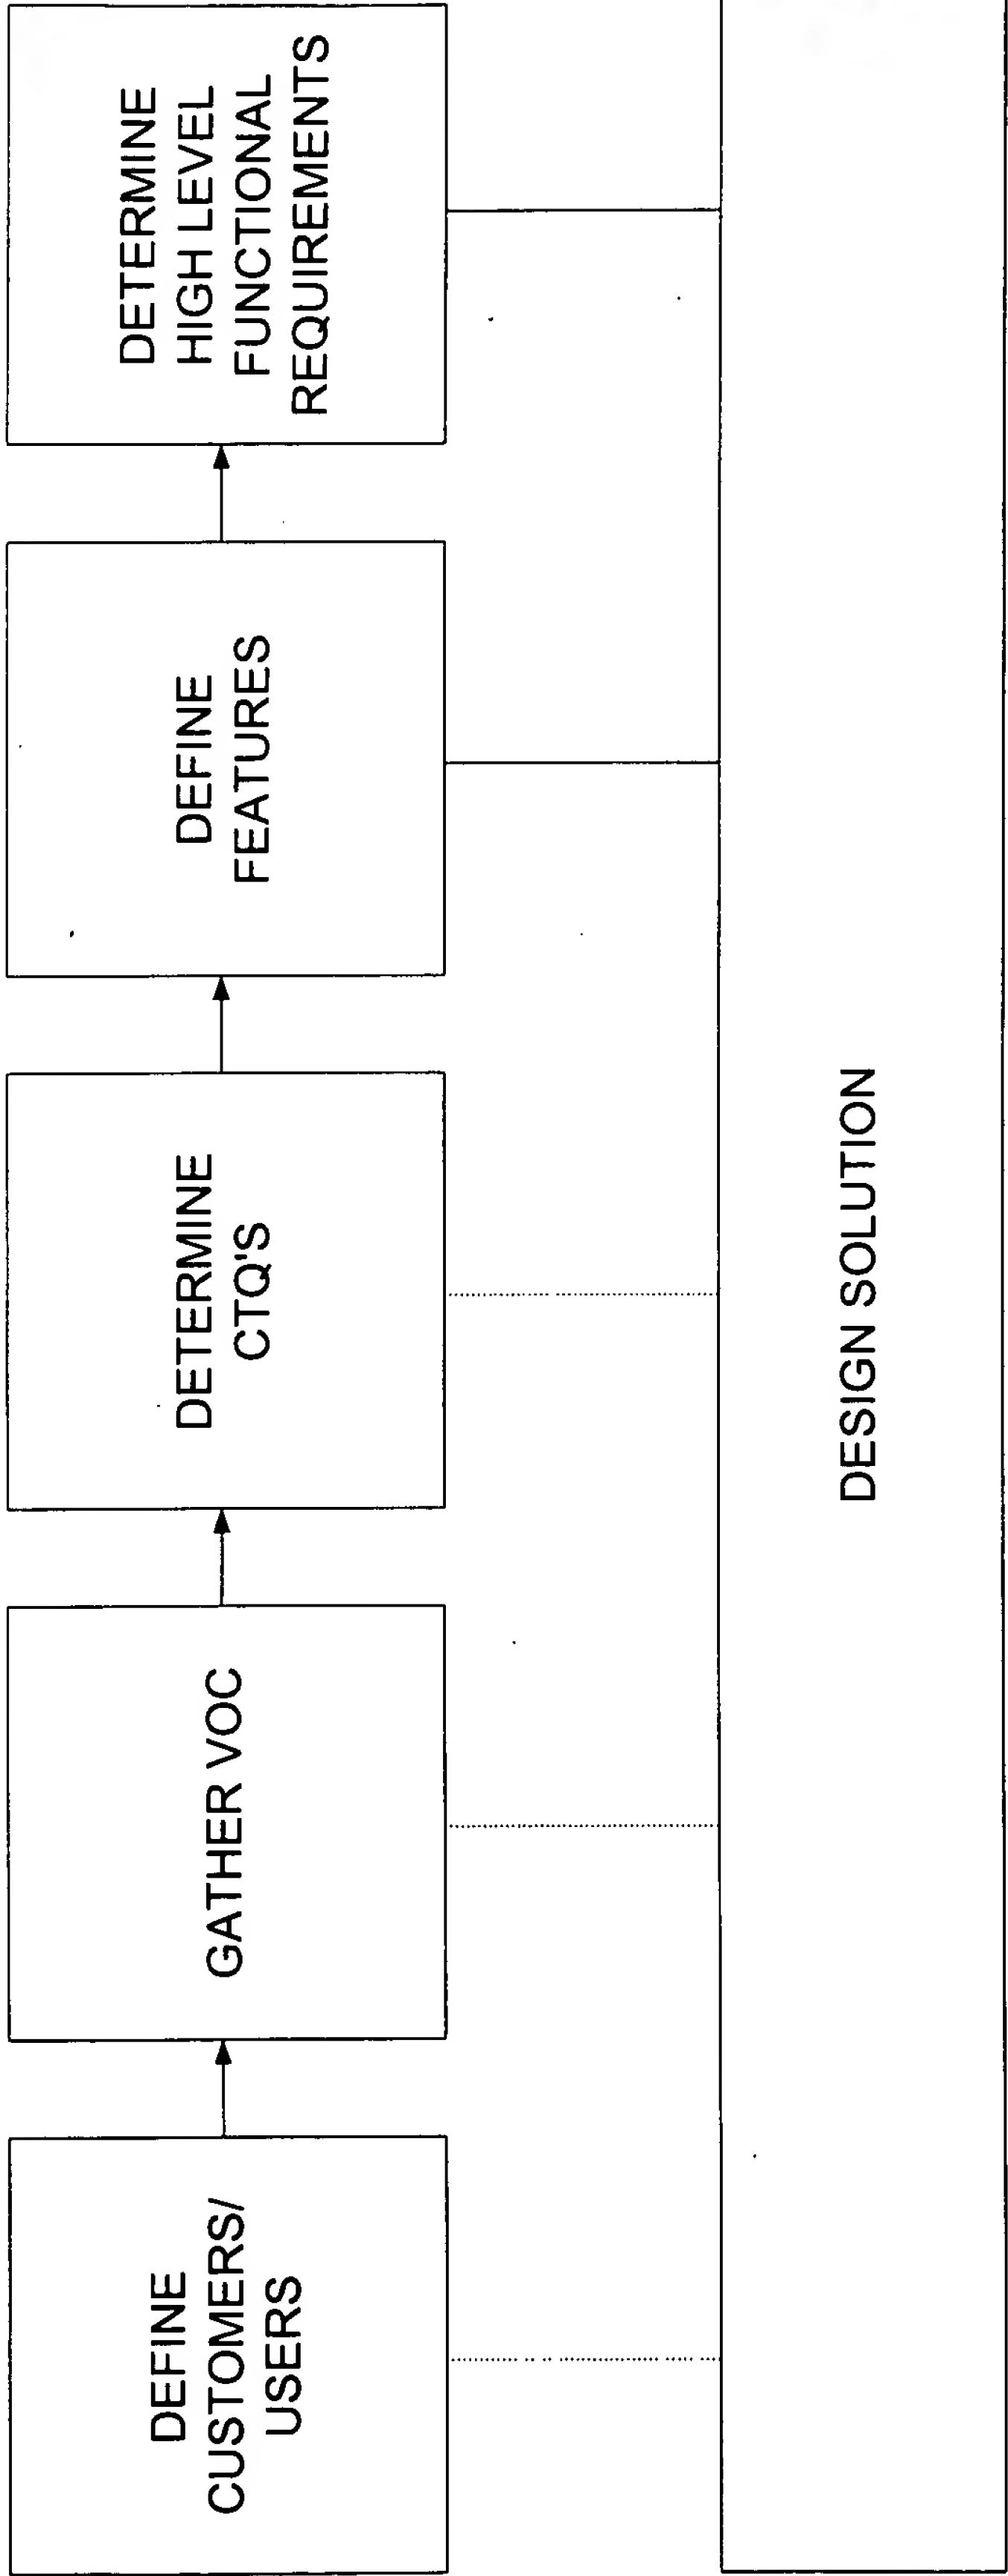 DEFINE
CUSTOMERS/
USERS
GATHER VOC
DETERMINE
CTQ'S
DEFINE
FEATURES
DETERMINE
HIGH LEVEL
FUNCTIONAL
REQUIREMENTS
DESIGN SOLUTION